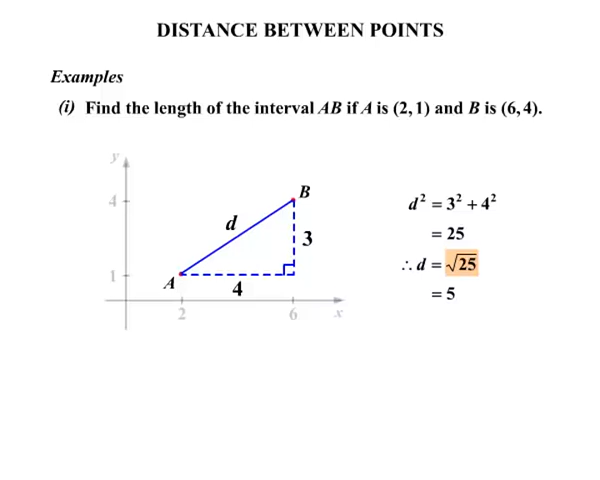 DISTANCE BETWEEN POINTS
Examples
(i) Find the length of the interval AB if A is (2, 1) and B is (6, 4).
y
4
B
d
3
1
A
4
2
6
x
d² = 3² + 4²
= 25
∴ d = √25
= 5